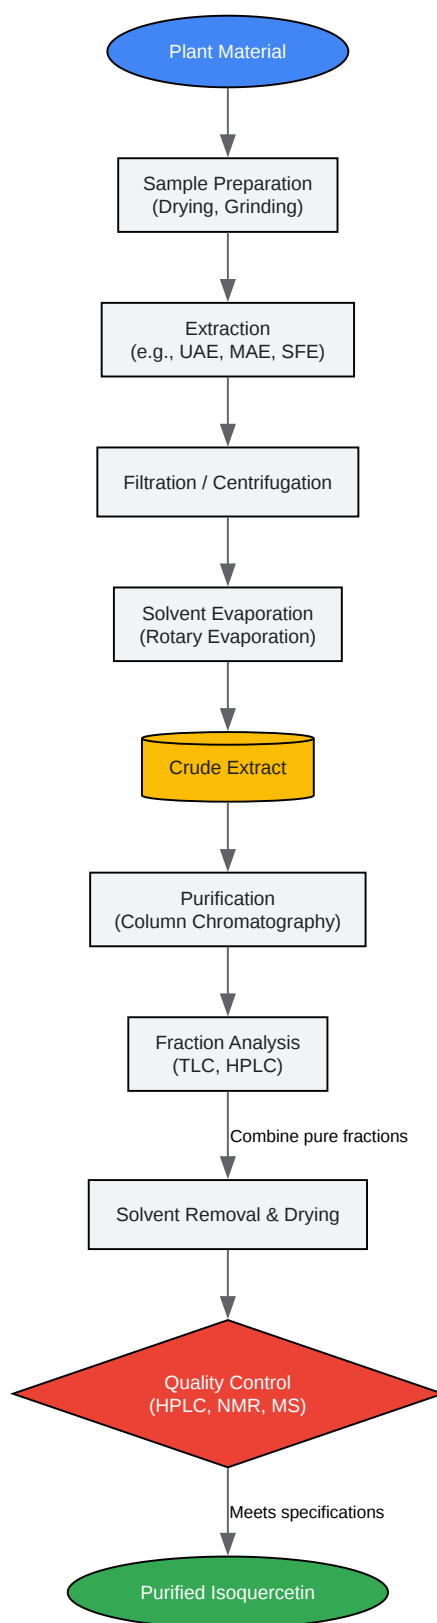 Plant Material
Sample Preparation
(Drying, Grinding)
Extraction
(e.g., UAE, MAE, SFE)
Filtration / Centrifugation
Solvent Evaporation
(Rotary Evaporation)
Crude Extract
Purification
(Column Chromatography)
Fraction Analysis
(TLC, HPLC)
Combine pure fractions
Solvent Removal & Drying
Quality Control
(HPLC, NMR, MS)
Meets specifications
Purified Isoquercetin